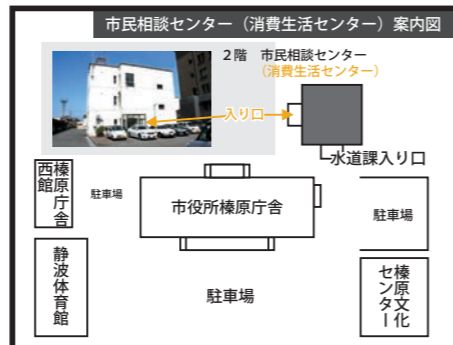 市民相談センター（消費生活センター）案内図
２階　市民相談センター
（消費生活センター）
入り口
水道課入り口
榛原庁舎
西館
駐車場
市役所榛原庁舎
駐車場
静波体育館
駐車場
榛原文化
センター